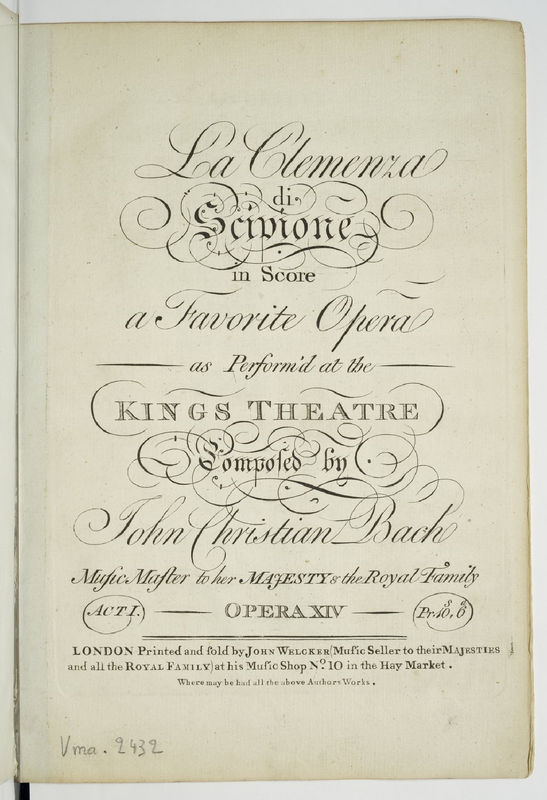 La Clemenza
di
Scipione
in Score
a Favorite Opera
as Perform'd at the
KINGS THEATRE
Compoſed by
John Christian Bach
Muſic Maſter to her MAJESTY & the Royal Family
ACT I. OPERA XIV Pr. 10s, 6d
LONDON Printed and ſold by JOHN WELCKER (Muſic Seller to their MAJESTIES
and all the ROYAL FAMILY) at his Muſic Shop No. 10 in the Hay Market.
Where may be had all the above Authors Works.
Vma. 2432